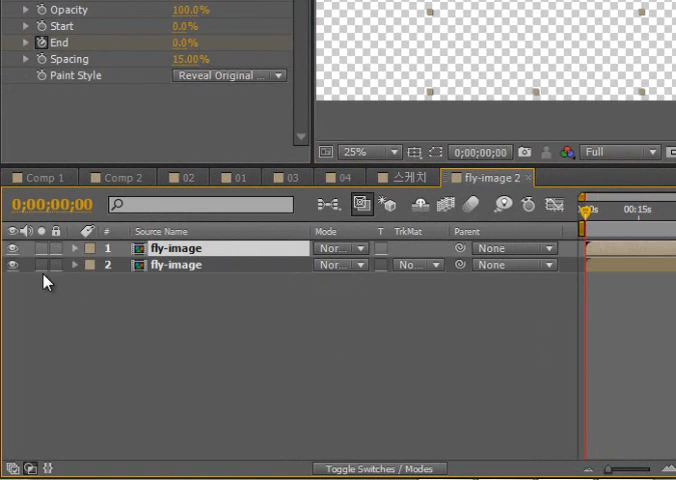 Opacity 100.0%
Start 0.0%
End 0.0%
Spacing 15.00%
Paint Style Reveal Original ...
25% 0;00;00;00 Full
Comp 1 Comp 2 02 01 03 04 스케치 fly-image 2
0;00;00;00 00:15s
# Source Name Mode T TrkMat Parent
1 fly-image Nor... None
2 fly-image Nor... No... None
Toggle Switches / Modes